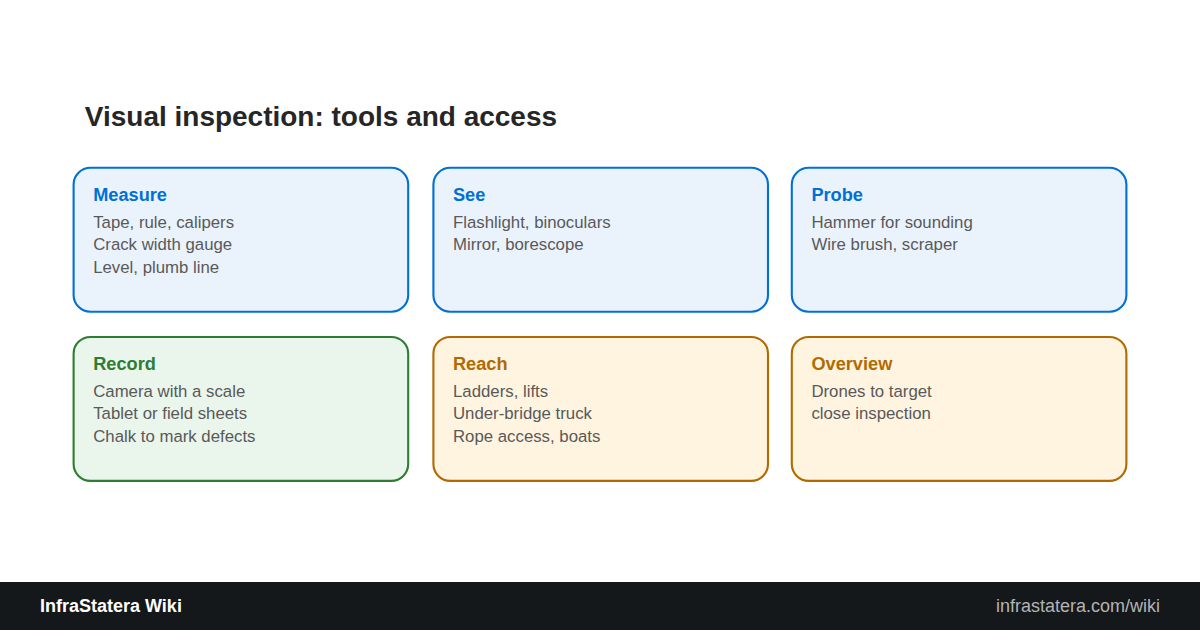 Visual inspection: tools and access
Measure
Tape, rule, calipers
Crack width gauge
Level, plumb line
See
Flashlight, binoculars
Mirror, borescope
Probe
Hammer for sounding
Wire brush, scraper
Record
Camera with a scale
Tablet or field sheets
Chalk to mark defects
Reach
Ladders, lifts
Under-bridge truck
Rope access, boats
Overview
Drones to target
close inspection
InfraStatera Wiki
infrastatera.com/wiki